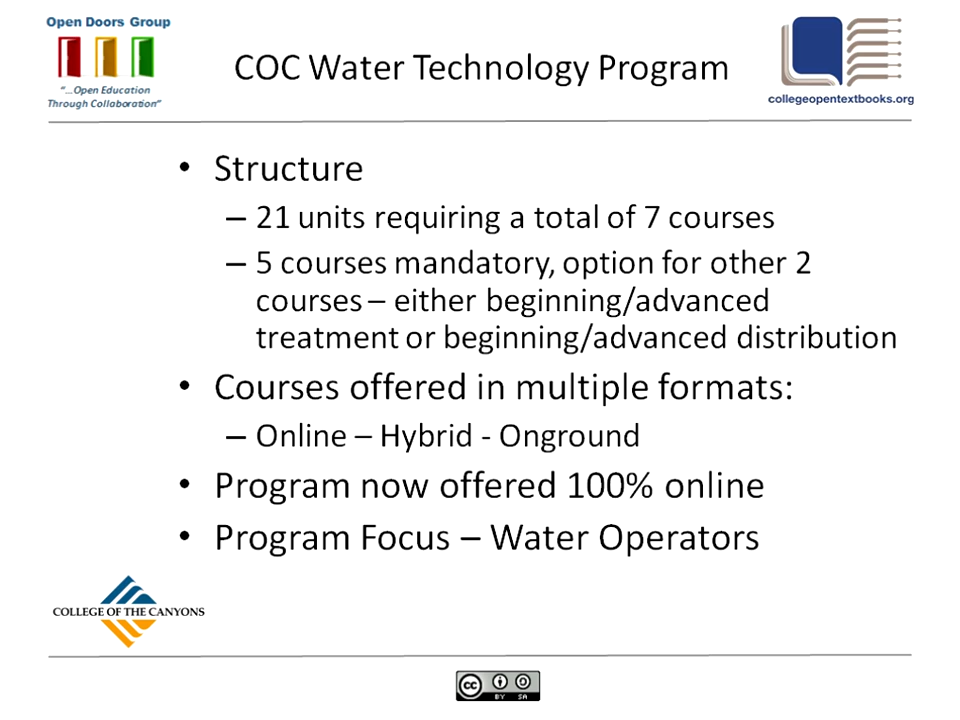 Open Doors Group
"...Open Education
Through Collaboration"
COC Water Technology Program
collegeopentextbooks.org
• Structure
– 21 units requiring a total of 7 courses
– 5 courses mandatory, option for other 2
courses – either beginning/advanced
treatment or beginning/advanced distribution
• Courses offered in multiple formats:
– Online – Hybrid - Onground
• Program now offered 100% online
• Program Focus – Water Operators
COLLEGE OF THE CANYONS
cc
BY SA